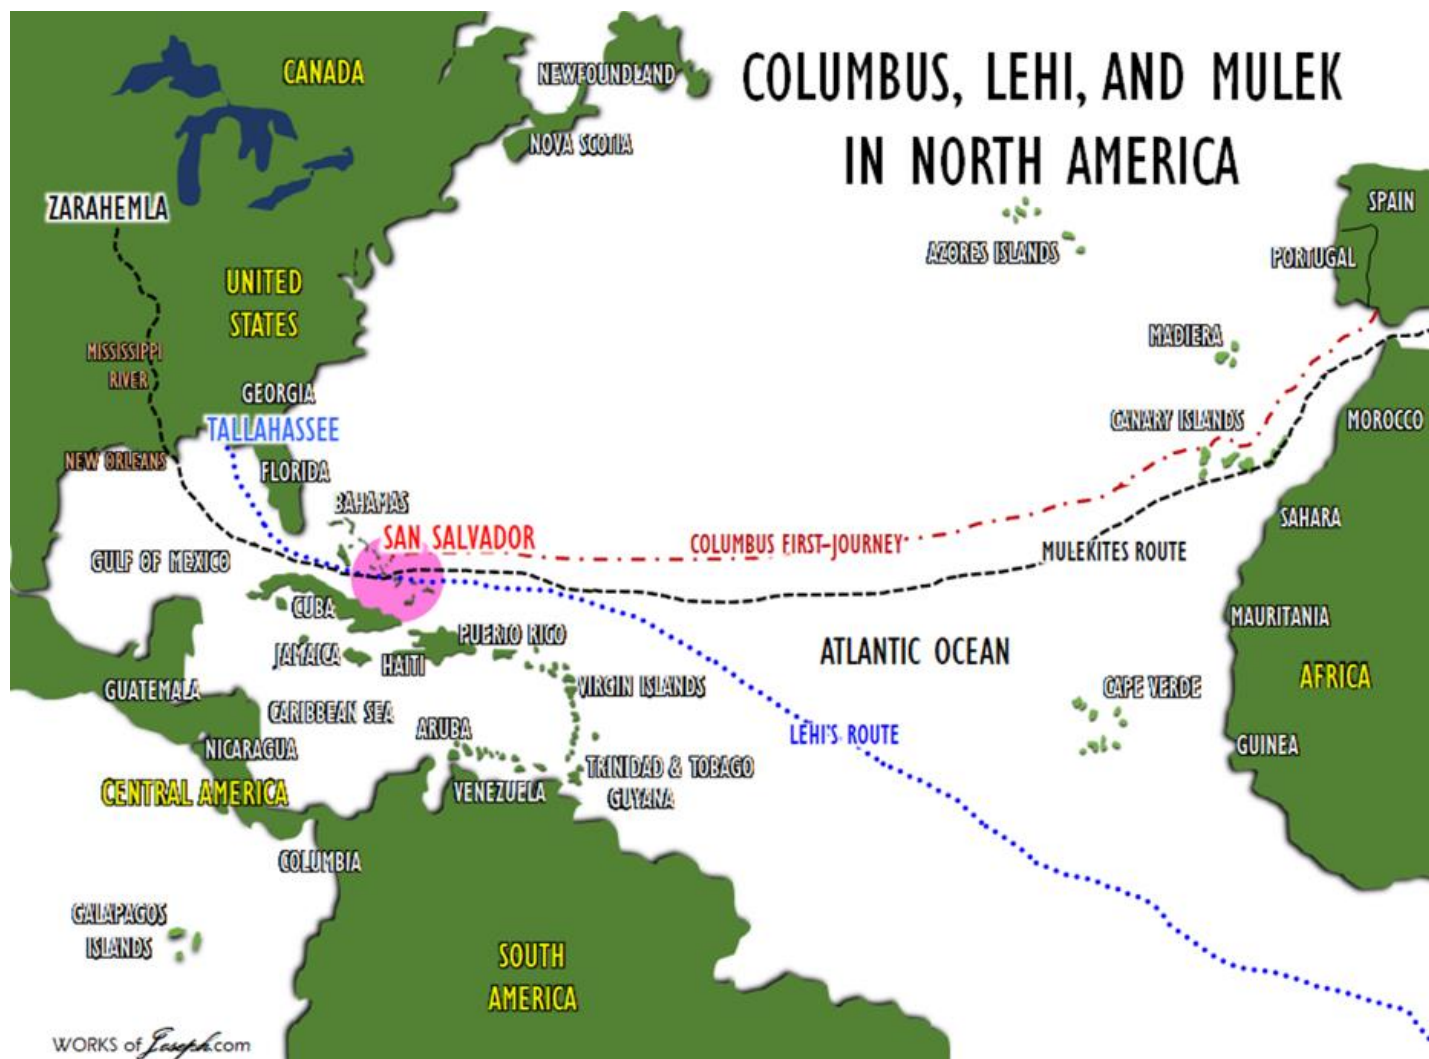 COLUMBUS, LEHI, AND MULEK
IN NORTH AMERICA
CANADA
NEWFOUNDLAND
NOVA SCOTIA
ZARAHEMLA
SPAIN
AZORES ISLANDS
PORTUGAL
UNITED
STATES
MADIERA
MISSISSIPPI
RIVER
GEORGIA
TALLAHASSEE
CANARY ISLANDS
MOROCCO
NEW ORLEANS
FLORIDA
BAHAMAS
SAHARA
SAN SALVADOR
COLUMBUS FIRST-JOURNEY
MULEKITES ROUTE
GULF OF MEXICO
CUBA
MAURITANIA
PUERTO RIGO
JAMAICA
HAITI
ATLANTIC OCEAN
AFRICA
GUATEMALA
VIRGIN ISLANDS
CAPE VERDE
CARIBBEAN SEA
ARUBA
LEHI'S ROUTE
NICARAGUA
GUINEA
TRINIDAD & TOBAGO
CENTRAL AMERICA
VENEZUELA
GUYANA
COLUMBIA
GALAPAGOS
ISLANDS
SOUTH
AMERICA
WORKS of Joseph.com